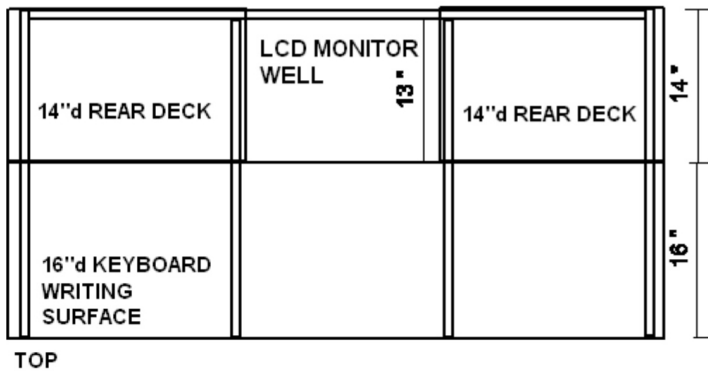 LCD MONITOR
WELL
13"
14"
14''d REAR DECK
14''d REAR DECK
16''d KEYBOARD
WRITING
SURFACE
16"
TOP